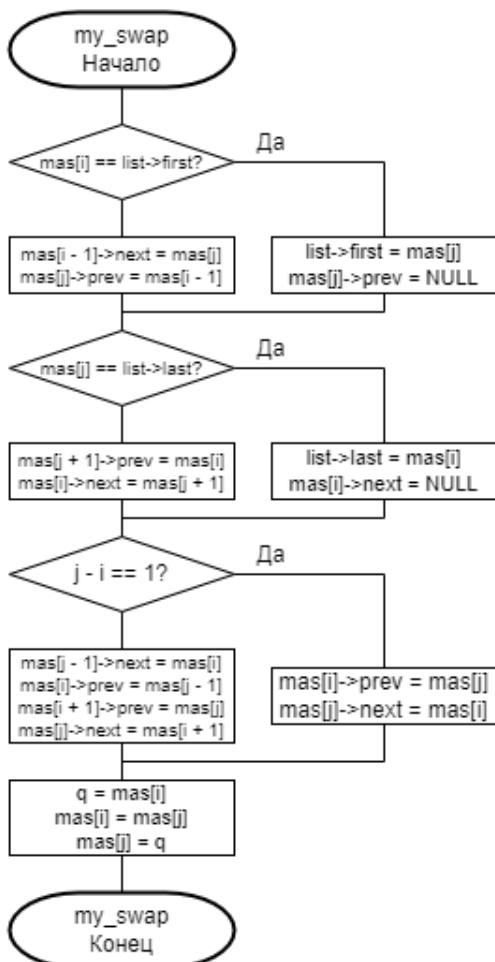 my_swap
Начало
Да
mas[i] == list->first?
mas[i - 1]->next = mas[j]
mas[j]->prev = mas[i - 1]
list->first = mas[j]
mas[j]->prev = NULL
Да
mas[j] == list->last?
mas[j + 1]->prev = mas[i]
mas[i]->next = mas[j + 1]
list->last = mas[i]
mas[i]->next = NULL
Да
j - i == 1?
mas[j - 1]->next = mas[i]
mas[i]->prev = mas[j - 1]
mas[i + 1]->prev = mas[j]
mas[j]->next = mas[i + 1]
mas[i]->prev = mas[j]
mas[j]->next = mas[i]
q = mas[i]
mas[i] = mas[j]
mas[j] = q
my_swap
Конец